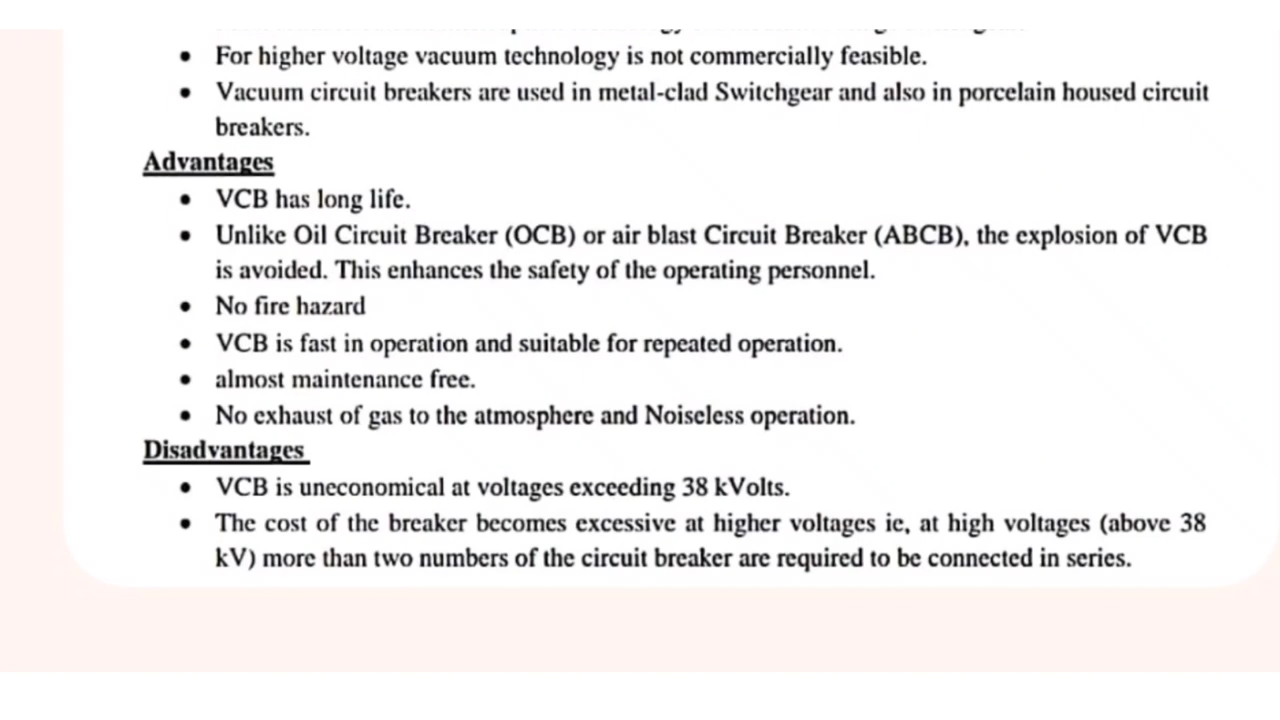 • For higher voltage vacuum technology is not commercially feasible.
• Vacuum circuit breakers are used in metal-clad Switchgear and also in porcelain housed circuit
breakers.
Advantages
• VCB has long life.
• Unlike Oil Circuit Breaker (OCB) or air blast Circuit Breaker (ABCB), the explosion of VCB
is avoided. This enhances the safety of the operating personnel.
• No fire hazard
• VCB is fast in operation and suitable for repeated operation.
• almost maintenance free.
• No exhaust of gas to the atmosphere and Noiseless operation.
Disadvantages
• VCB is uneconomical at voltages exceeding 38 kVolts.
• The cost of the breaker becomes excessive at higher voltages ie, at high voltages (above 38
kV) more than two numbers of the circuit breaker are required to be connected in series.